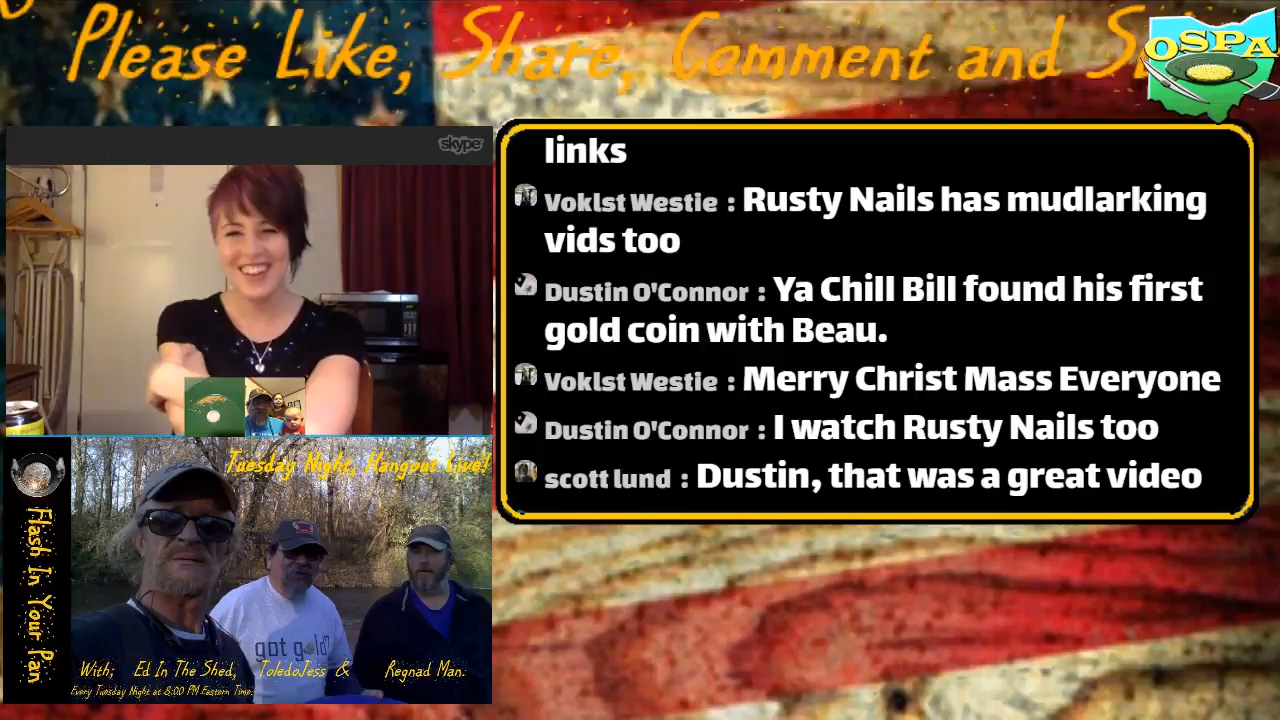 Please Like, Share, Comment and S
OSPA
skype
links
Voklst Westie : Rusty Nails has mudlarking
vids too
Dustin O'Connor : Ya Chill Bill found his first
gold coin with Beau.
Voklst Westie : Merry Christ Mass Everyone
Dustin O'Connor : I watch Rusty Nails too
scott lund : Dustin, that was a great video
Tuesday Night, Hangout Live!
Flash In Your Pan
got gold?
With; Ed In The Shed, ToledoJess & Regnad Man.
Every Tuesday Night at 8:00 PM Eastern Time.